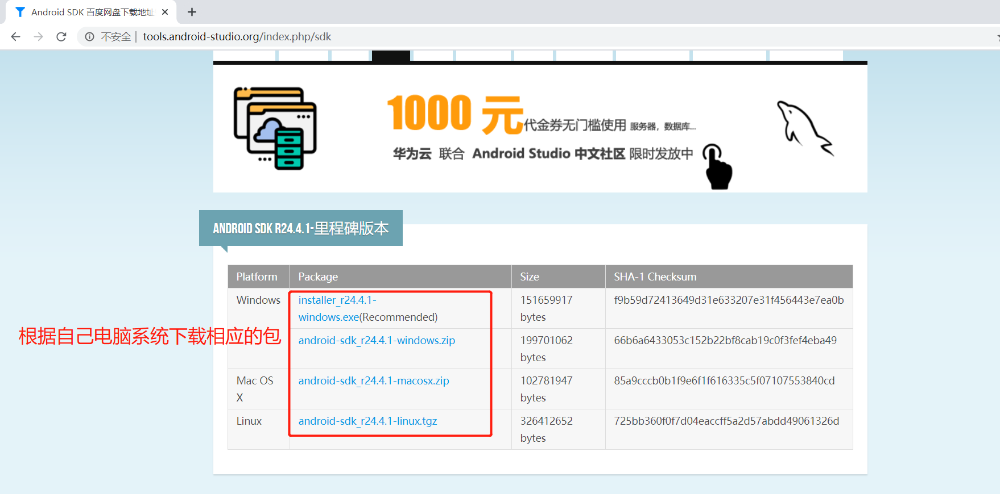 Android SDK 百度网盘下载地址
不安全 | tools.android-studio.org/index.php/sdk
1000 元代金券无门槛使用 服务器，数据库...
华为云 联合 Android Studio 中文社区 限时发放中
ANDROID SDK R24.4.1-里程碑版本
Platform Package Size SHA-1 Checksum
Windows installer_r24.4.1- 151659917 f9b59d72413649d31e633207e31f456443e7ea0b
windows.exe(Recommended) bytes
根据自己电脑系统下载相应的包
android-sdk_r24.4.1-windows.zip 199701062 66b6a6433053c152b22bf8cab19c0f3fef4eba49
bytes
Mac OS android-sdk_r24.4.1-macosx.zip 102781947 85a9cccb0b1f9e6f1f616335c5f07107553840cd
X bytes
Linux android-sdk_r24.4.1-linux.tgz 326412652 725bb360f0f7d04eaccff5a2d57abdd49061326d
bytes